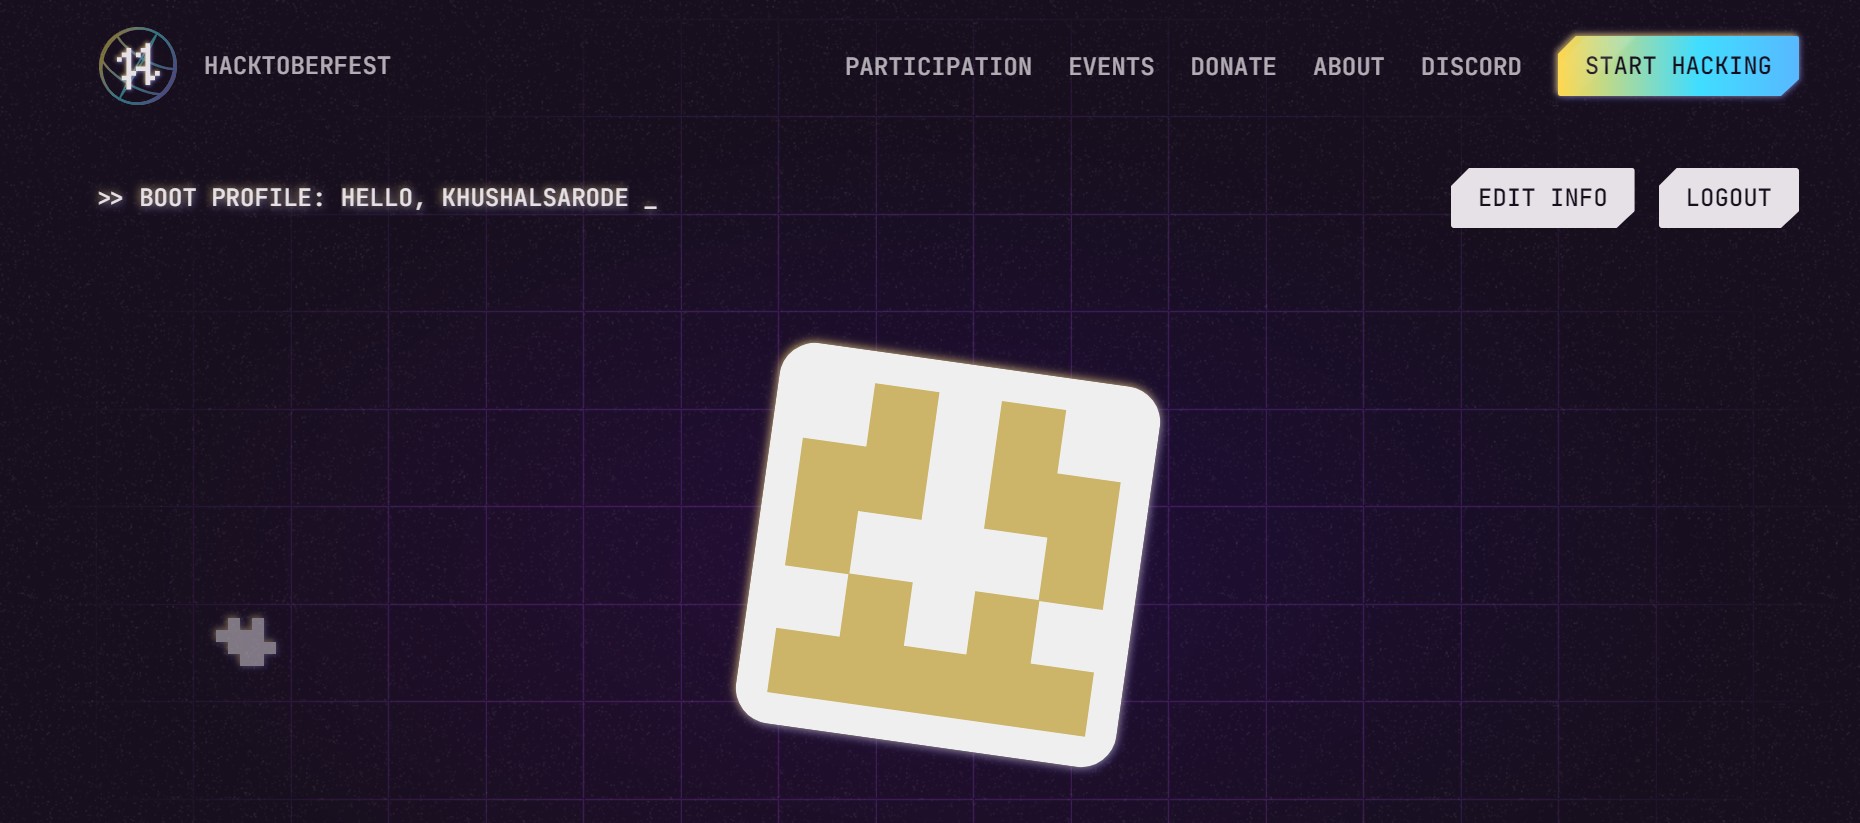 HACKTOBERFEST
PARTICIPATION EVENTS DONATE ABOUT DISCORD START HACKING
>> BOOT PROFILE: HELLO, KHUSHALSARODE _
EDIT INFO LOGOUT